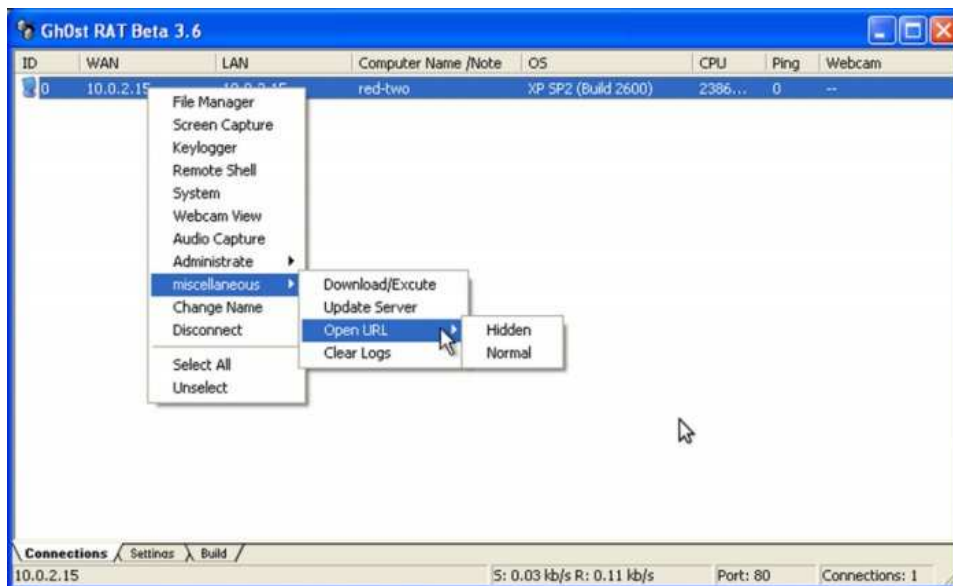 Gh0st RAT Beta 3.6
ID WAN LAN Computer Name /Note OS CPU Ping Webcam
0 10.0.2.15 red-two XP SP2 (Build 2600) 2386... 0 --
File Manager
Screen Capture
Keylogger
Remote Shell
System
Webcam View
Audio Capture
Administrate
miscellaneous
Change Name
Disconnect
Select All
Unselect
Download/Excute
Update Server
Open URL
Clear Logs
Hidden
Normal
Connections Settings Build
10.0.2.15 S: 0.03 kb/s R: 0.11 kb/s Port: 80 Connections: 1